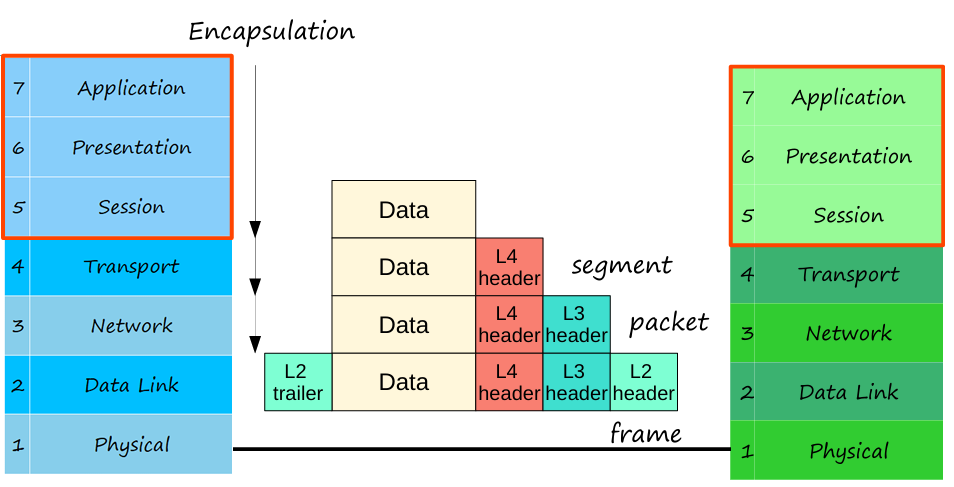 Encapsulation
7 Application
6 Presentation
5 Session
4 Transport
3 Network
2 Data Link
1 Physical
Data
Data
L4
header
segment
Data
L4
header
L3
header
packet
L2
trailer
Data
L4
header
L3
header
L2
header
frame
7 Application
6 Presentation
5 Session
4 Transport
3 Network
2 Data Link
1 Physical